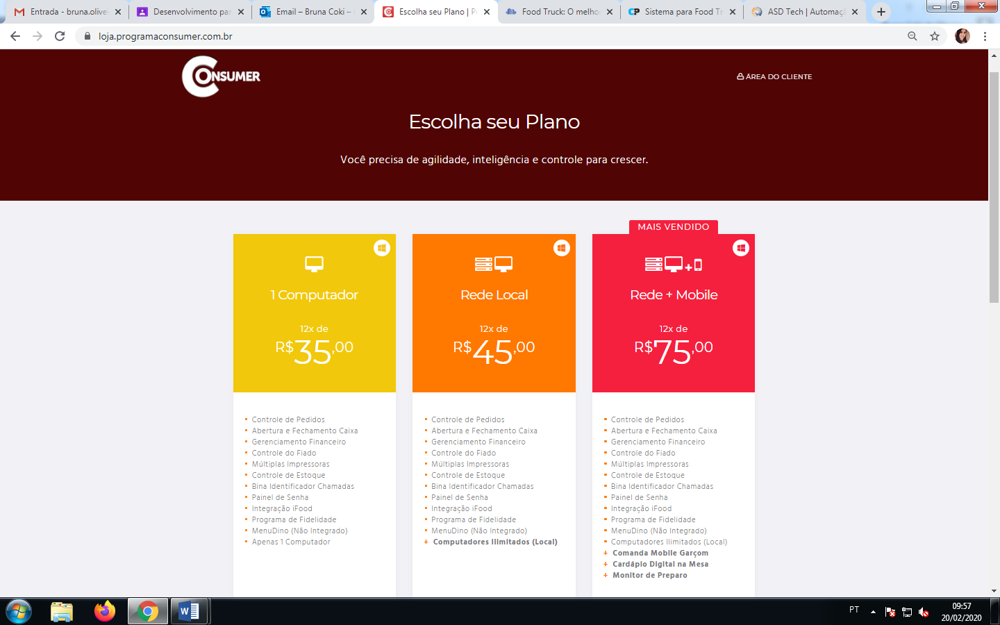 Entrada - bruna.olive
Desenvolvimento par
Email – Bruna Coki –
Escolha seu Plano | P
Food Truck: O melho
Sistema para Food Tr
ASD Tech | Automaçã
loja.programaconsumer.com.br
CONSUMER
ÁREA DO CLIENTE
Escolha seu Plano
Você precisa de agilidade, inteligência e controle para crescer.
1 Computador
12x de
R$35,00
Controle de Pedidos
Abertura e Fechamento Caixa
Gerenciamento Financeiro
Controle do Fiado
Múltiplas Impressoras
Controle de Estoque
Bina Identificador Chamadas
Painel de Senha
Integração iFood
Programa de Fidelidade
MenuDino (Não Integrado)
Apenas 1 Computador
Rede Local
12x de
R$45,00
Controle de Pedidos
Abertura e Fechamento Caixa
Gerenciamento Financeiro
Controle do Fiado
Múltiplas Impressoras
Controle de Estoque
Bina Identificador Chamadas
Painel de Senha
Integração iFood
Programa de Fidelidade
MenuDino (Não Integrado)
+ Computadores Ilimitados (Local)
MAIS VENDIDO
Rede + Mobile
12x de
R$75,00
Controle de Pedidos
Abertura e Fechamento Caixa
Gerenciamento Financeiro
Controle do Fiado
Múltiplas Impressoras
Controle de Estoque
Bina Identificador Chamadas
Painel de Senha
Integração iFood
Programa de Fidelidade
MenuDino (Não Integrado)
Computadores Ilimitados (Local)
+ Comanda Mobile Garçom
+ Cardápio Digital na Mesa
+ Monitor de Preparo
PT
09:57
20/02/2020